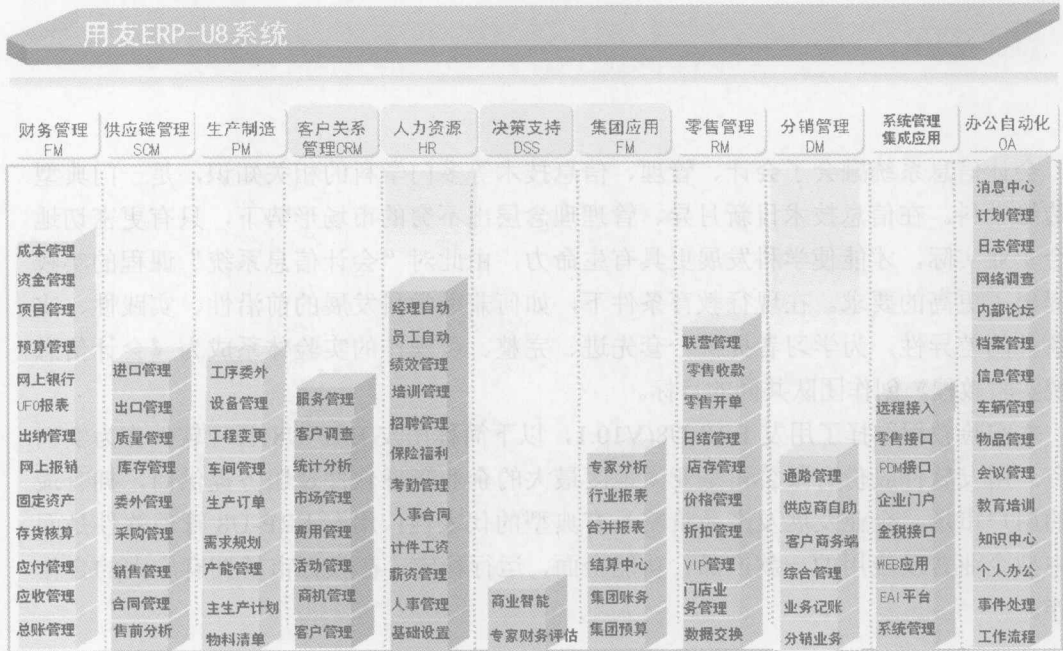 用友ERP-U8系统
财务管理
FM
供应链管理
SCM
生产制造
PM
客户关系
管理CRM
人力资源
HR
决策支持
DSS
集团应用
FM
零售管理
RM
分销管理
DM
系统管理
集成应用
办公自动化
OA
成本管理
资金管理
项目管理
预算管理
网上银行
UFO报表
出纳管理
网上报销
固定资产
存货核算
应付管理
应收管理
总账管理
进口管理
出口管理
质量管理
库存管理
委外管理
采购管理
销售管理
合同管理
售前分析
工序委外
设备管理
工程变更
车间管理
生产订单
需求规划
产能管理
主生产计划
物料清单
服务管理
客户调查
统计分析
市场管理
费用管理
活动管理
商机管理
客户管理
经理自动
员工自动
绩效管理
培训管理
招聘管理
保险福利
考勤管理
人事合同
计件工资
薪资管理
人事管理
基础设置
商业智能
专家财务评估
专家分析
行业报表
合并报表
结算中心
集团账务
集团预算
联营管理
零售收款
零售开单
日结管理
店存管理
价格管理
折扣管理
VIP管理
门店业
务管理
数据交换
通路管理
供应商自助
客户商务端
综合管理
业务记账
分销业务
远程接入
零售接口
PDM接口
企业门户
金税接口
WEB应用
EAI平台
系统管理
消息中心
计划管理
日志管理
网络调查
内部论坛
档案管理
信息管理
车辆管理
物品管理
会议管理
教育培训
知识中心
个人办公
事件处理
工作流程